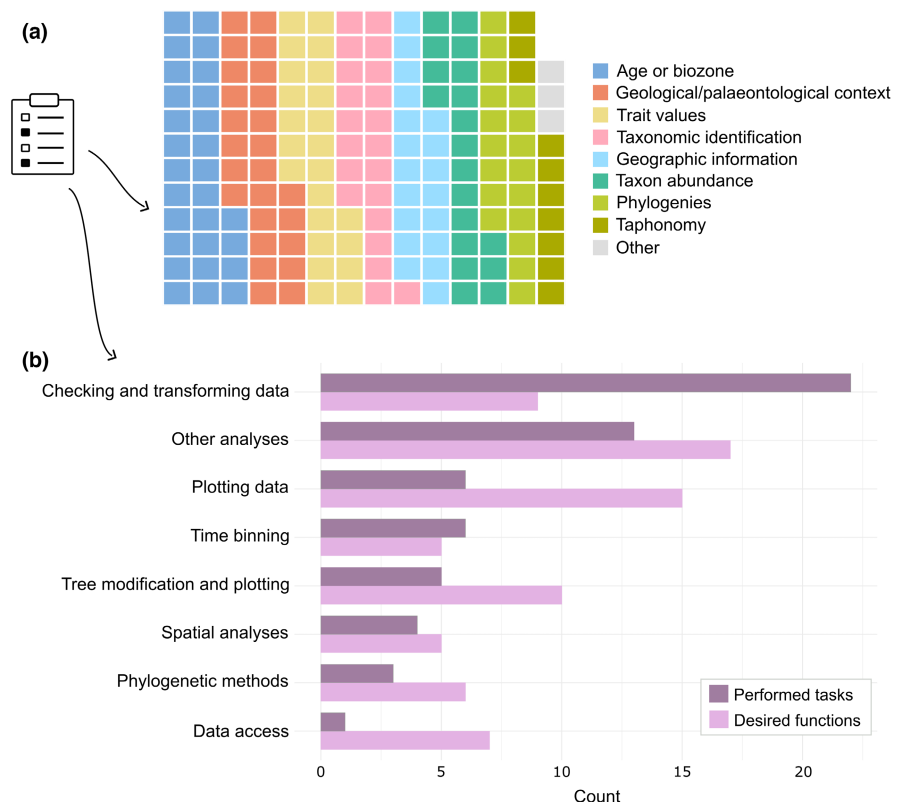 (a)
Age or biozone
Geological/palaeontological context
Trait values
Taxonomic identification
Geographic information
Taxon abundance
Phylogenies
Taphonomy
Other
(b)
Checking and transforming data
Other analyses
Plotting data
Time binning
Tree modification and plotting
Spatial analyses
Phylogenetic methods
Data access
Performed tasks
Desired functions
0 5 10 15 20
Count